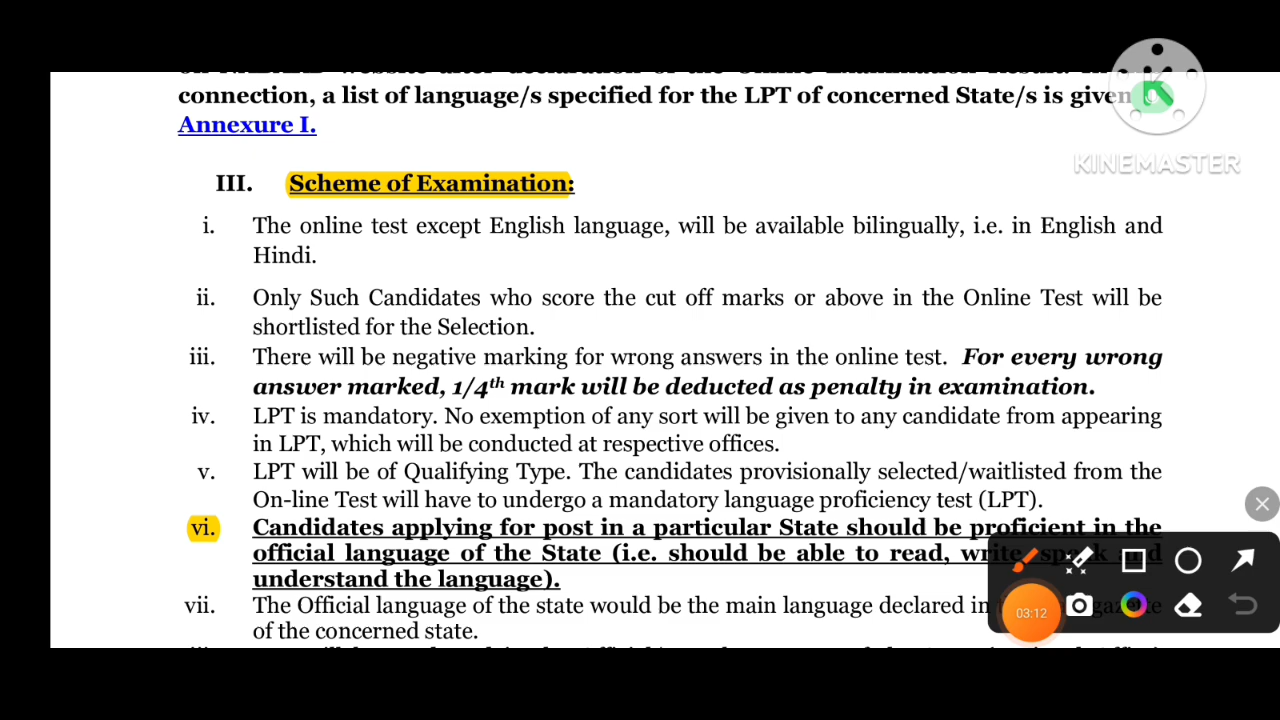 connection, a list of language/s specified for the LPT of concerned State/s is given
Annexure I.
KINEMASTER
III. Scheme of Examination:
i. The online test except English language, will be available bilingually, i.e. in English and
Hindi.
ii. Only Such Candidates who score the cut off marks or above in the Online Test will be
shortlisted for the Selection.
iii. There will be negative marking for wrong answers in the online test. For every wrong
answer marked, 1/4th mark will be deducted as penalty in examination.
iv. LPT is mandatory. No exemption of any sort will be given to any candidate from appearing
in LPT, which will be conducted at respective offices.
v. LPT will be of Qualifying Type. The candidates provisionally selected/waitlisted from the
On-line Test will have to undergo a mandatory language proficiency test (LPT).
vi. Candidates applying for post in a particular State should be proficient in the
official language of the State (i.e. should be able to read, write,
understand the language).
vii. The Official language of the state would be the main language declared in
of the concerned state.
03:12